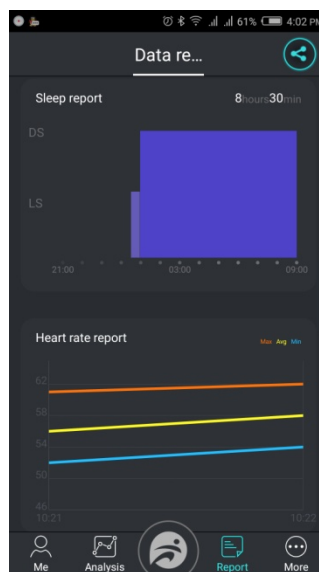 61% 4:02 PM
Data re...
Sleep report 8hours30min
DS
LS
21:00 03:00 09:00
Heart rate report Max Avg Min
62
58
54
50
46
10:21 10:22
Me Analysis Report More